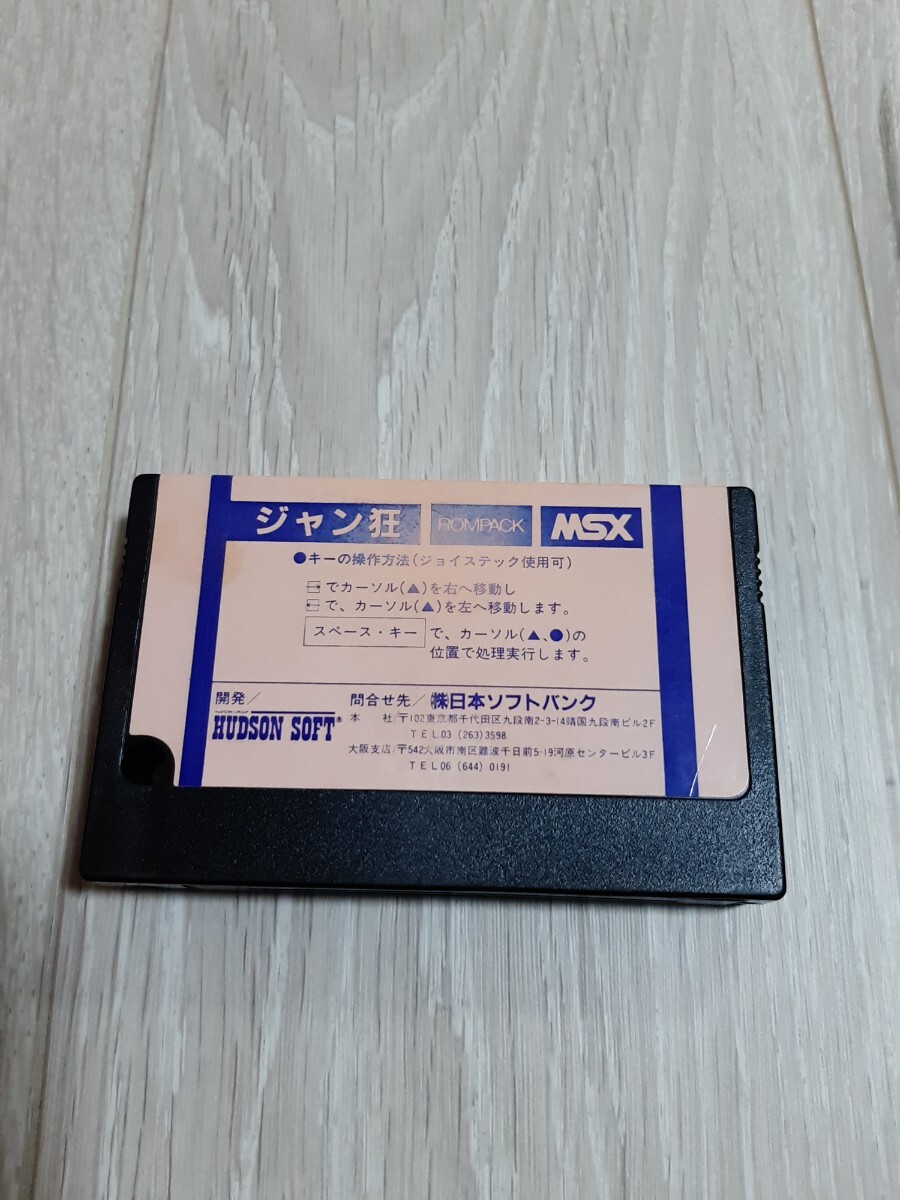 ジャン狂 ROMPACK MSX
●キーの操作方法(ジョイステック使用可)
→でカーソル(▲)を右へ移動し
←で、カーソル(▲)を左へ移動します。
スペース・キー で、カーソル(▲、●)の
位置で処理実行します。
開発/
HUDSON SOFT®
問合せ先/㈱日本ソフトバンク
本 社/〒102東京都千代田区九段南2-3-14靖国九段南ビル2F
TEL03 (263)3598
大阪支店/〒542大阪市南区難波千日前5-19河原センタービル3F
TEL06 (644) 0191